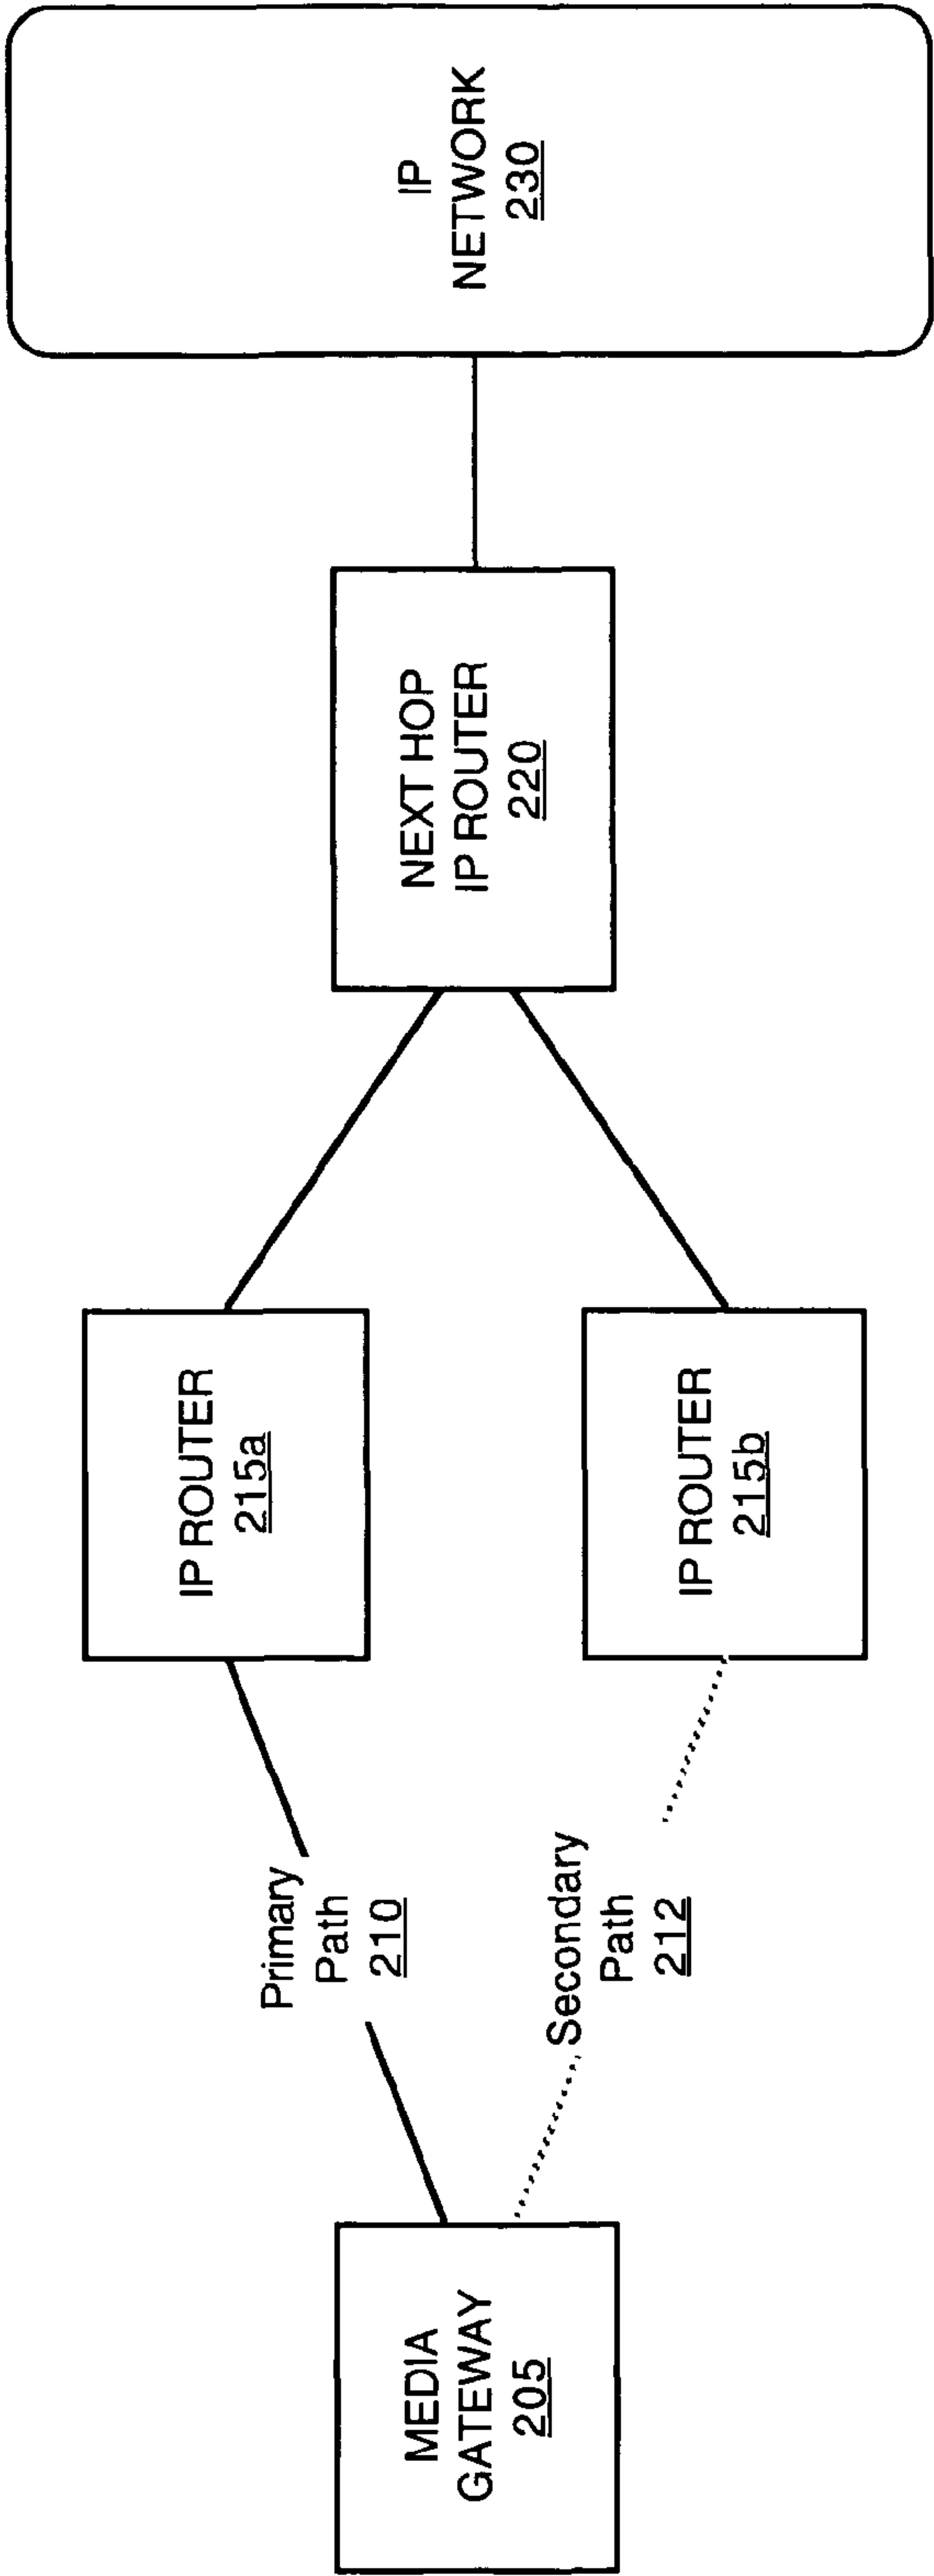 MEDIA
GATEWAY
205
Primary
Path
210
Secondary
Path
212
IP ROUTER
215a
IP ROUTER
215b
NEXT HOP
IP ROUTER
220
IP
NETWORK
230